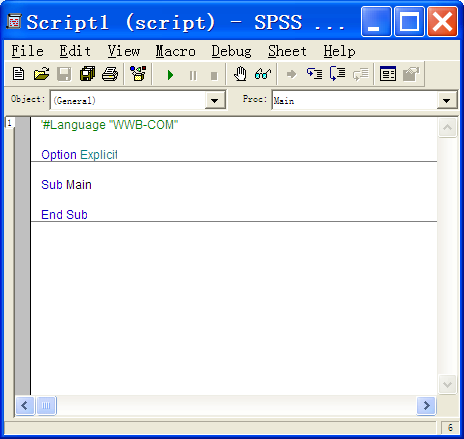 Script1 (script) - SPSS ...
File Edit View Macro Debug Sheet Help
Object: (General) Proc: Main
1
'#Language "WWB-COM"
Option Explicit
Sub Main
End Sub
6